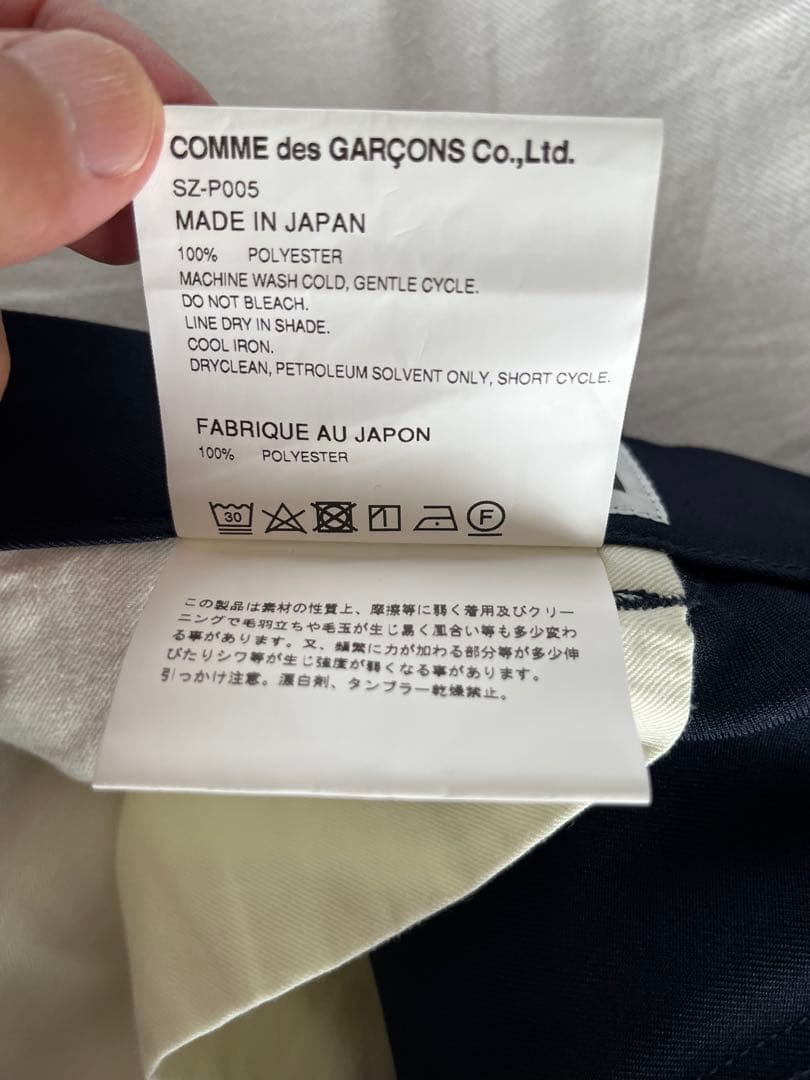 COMME des GARÇONS Co.,Ltd.
SZ-P005
MADE IN JAPAN
100% POLYESTER
MACHINE WASH COLD, GENTLE CYCLE.
DO NOT BLEACH.
LINE DRY IN SHADE.
COOL IRON.
DRYCLEAN, PETROLEUM SOLVENT ONLY, SHORT CYCLE.
FABRIQUE AU JAPON
100% POLYESTER
30 F
この製品は素材の性質上、摩擦等に弱く着用及びクリー
ニングで毛羽立ちや毛玉が生じ易く風合い等も多少変わ
る事があります。又、頻繁に力が加わる部分等が多少伸
びたりシワ等が生じ強度が弱くなる事があります。
引っかけ注意。漂白剤、タンブラー乾燥禁止。